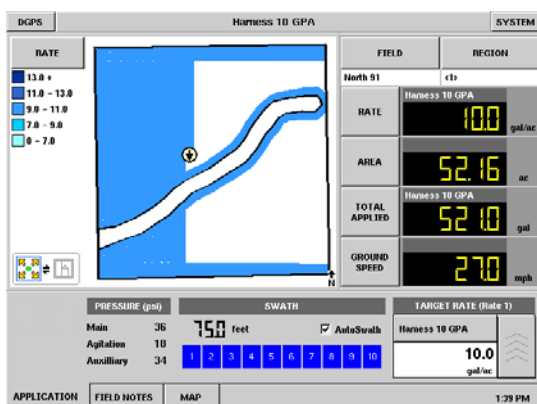 DGPS
Harness 10 GPA
SYSTEM
RATE
13.0 +
11.0 - 13.0
9.0 - 11.0
7.0 - 9.0
0 - 7.0
N
FIELD
REGION
North 91
<1>
RATE
Harness 10 GPA
10.0
gal/ac
AREA
52.16
ac
TOTAL
APPLIED
Harness 10 GPA
521.0
gal
GROUND
SPEED
27.0
mph
PRESSURE (psi)
Main 36
Agitation 18
Auxilliary 34
SWATH
75.0 feet
AutoSwath
1 2 3 4 5 6 7 8 9 10
TARGET RATE (Rate 1)
Harness 10 GPA
10.0
gal/ac
APPLICATION
FIELD NOTES
MAP
1:39 PM